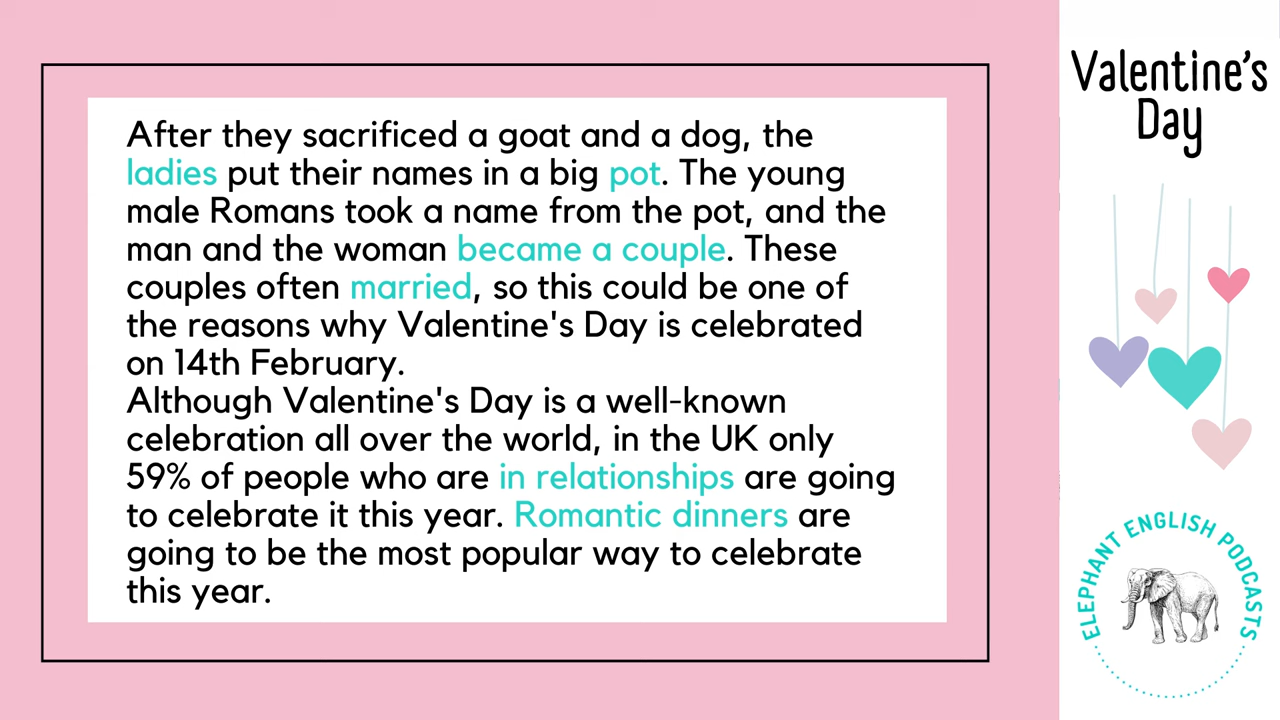 After they sacrificed a goat and a dog, the
ladies put their names in a big pot. The young
male Romans took a name from the pot, and the
man and the woman became a couple. These
couples often married, so this could be one of
the reasons why Valentine's Day is celebrated
on 14th February.
Although Valentine's Day is a well-known
celebration all over the world, in the UK only
59% of people who are in relationships are going
to celebrate it this year. Romantic dinners are
going to be the most popular way to celebrate
this year.
Valentine's
Day
ELEPHANT ENGLISH PODCASTS